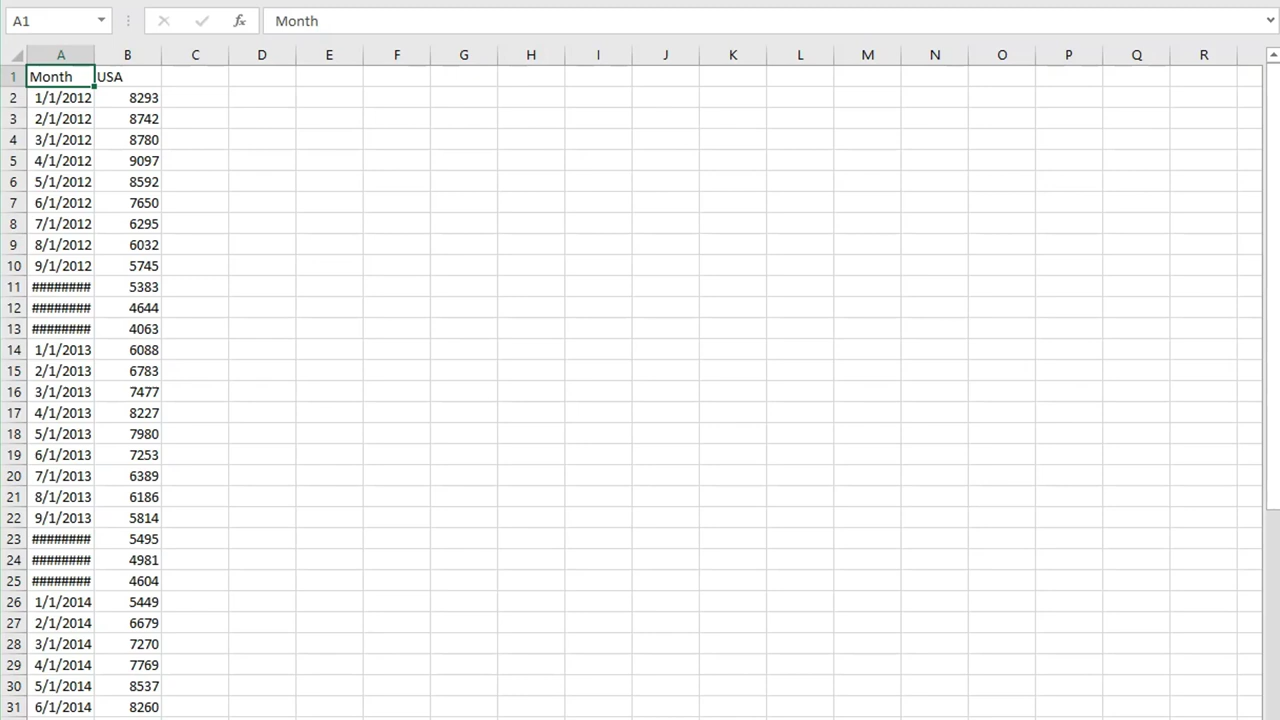 A1 fx Month
A B C D E F G H I J K L M N O P Q R
1 Month USA
2 1/1/2012 8293
3 2/1/2012 8742
4 3/1/2012 8780
5 4/1/2012 9097
6 5/1/2012 8592
7 6/1/2012 7650
8 7/1/2012 6295
9 8/1/2012 6032
10 9/1/2012 5745
11 ######## 5383
12 ######## 4644
13 ######## 4063
14 1/1/2013 6088
15 2/1/2013 6783
16 3/1/2013 7477
17 4/1/2013 8227
18 5/1/2013 7980
19 6/1/2013 7253
20 7/1/2013 6389
21 8/1/2013 6186
22 9/1/2013 5814
23 ######## 5495
24 ######## 4981
25 ######## 4604
26 1/1/2014 5449
27 2/1/2014 6679
28 3/1/2014 7270
29 4/1/2014 7769
30 5/1/2014 8537
31 6/1/2014 8260